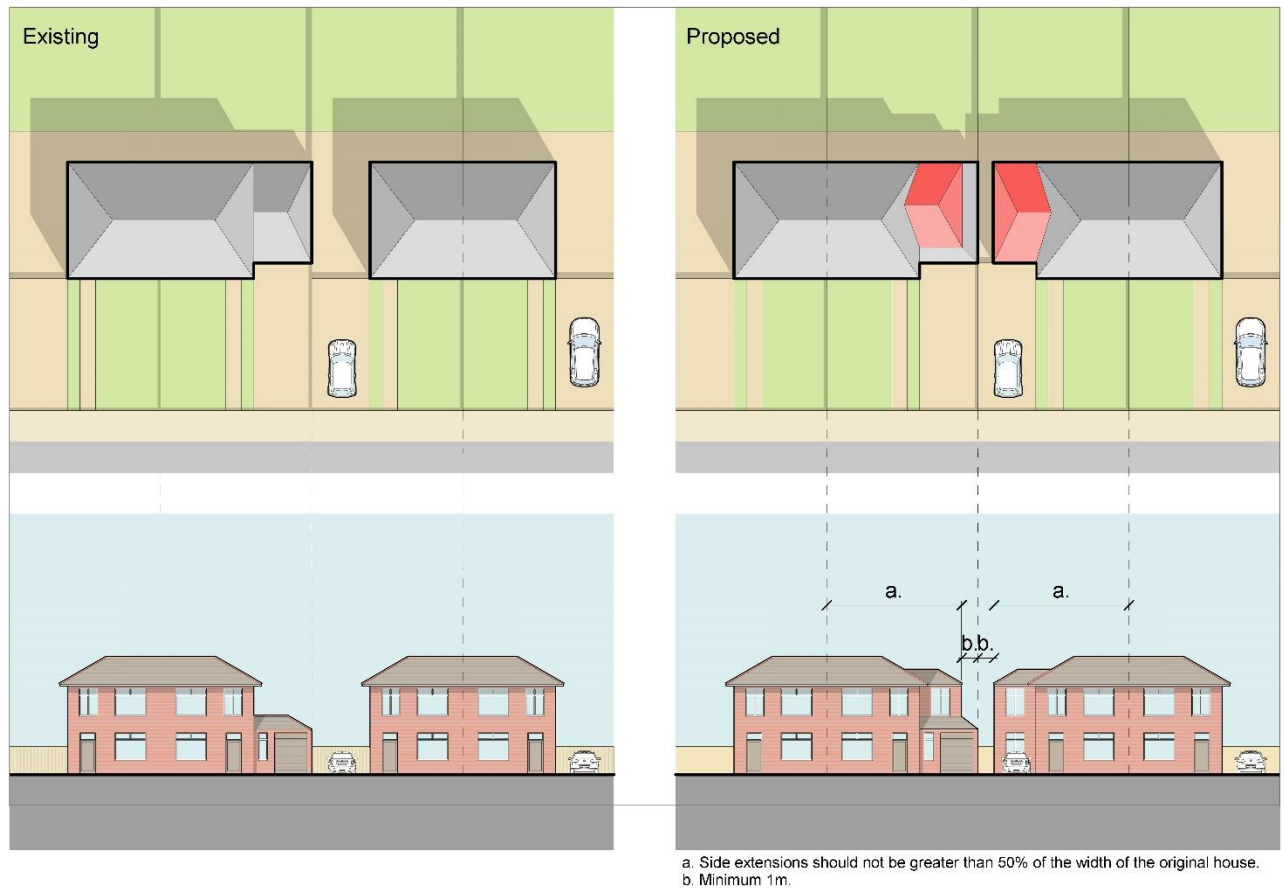 Existing
Proposed
a.
a.
b.b.
a. Side extensions should not be greater than 50% of the width of the original house.
b. Minimum 1m.